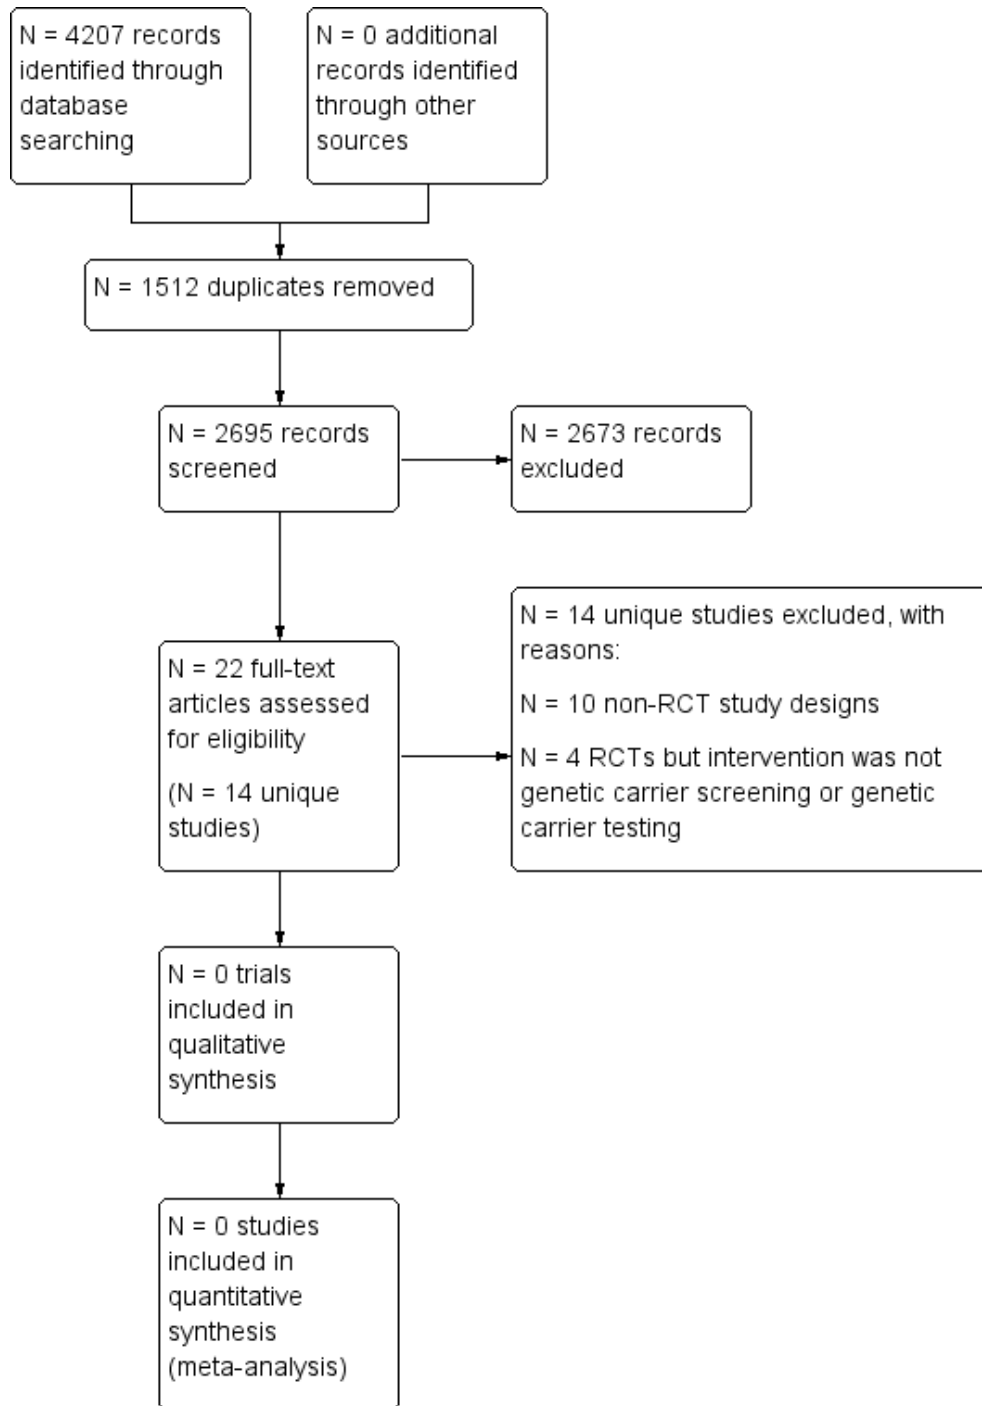 N = 4207 records
identified through
database
searching
N = 0 additional
records identified
through other
sources
N = 1512 duplicates removed
N = 2695 records
screened
N = 2673 records
excluded
N = 22 full-text
articles assessed
for eligibility
(N = 14 unique
studies)
N = 14 unique studies excluded, with
reasons:
N = 10 non-RCT study designs
N = 4 RCTs but intervention was not
genetic carrier screening or genetic
carrier testing
N = 0 trials
included in
qualitative
synthesis
N = 0 studies
included in
quantitative
synthesis
(meta-analysis)